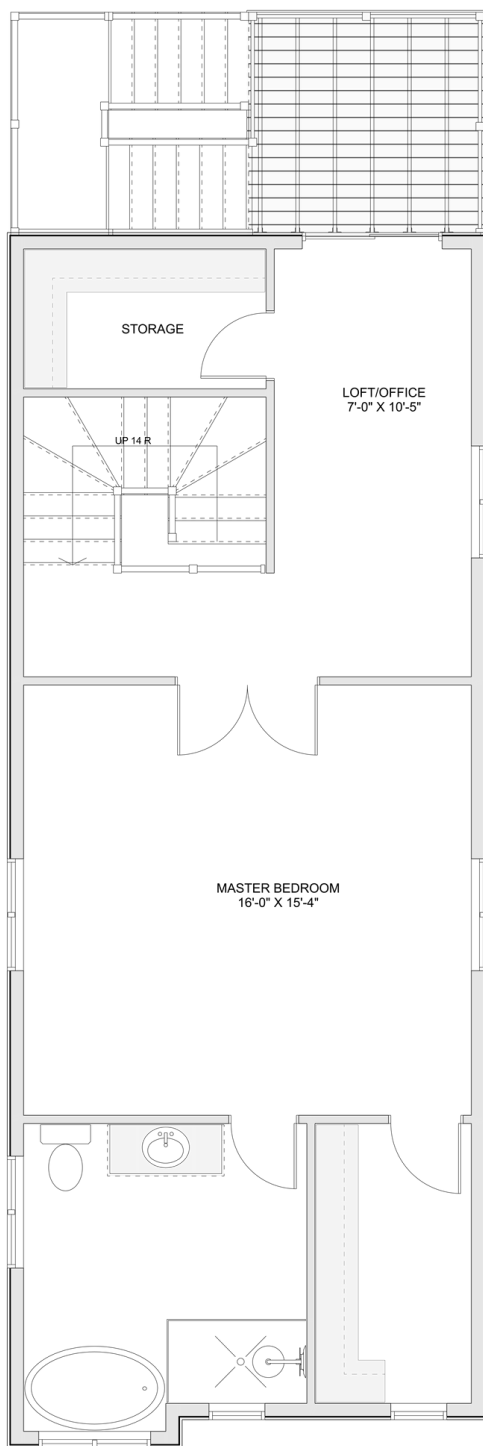 STORAGE
LOFT/OFFICE
7'-0" X 10'-5"
UP 14 R
MASTER BEDROOM
16'-0" X 15'-4"